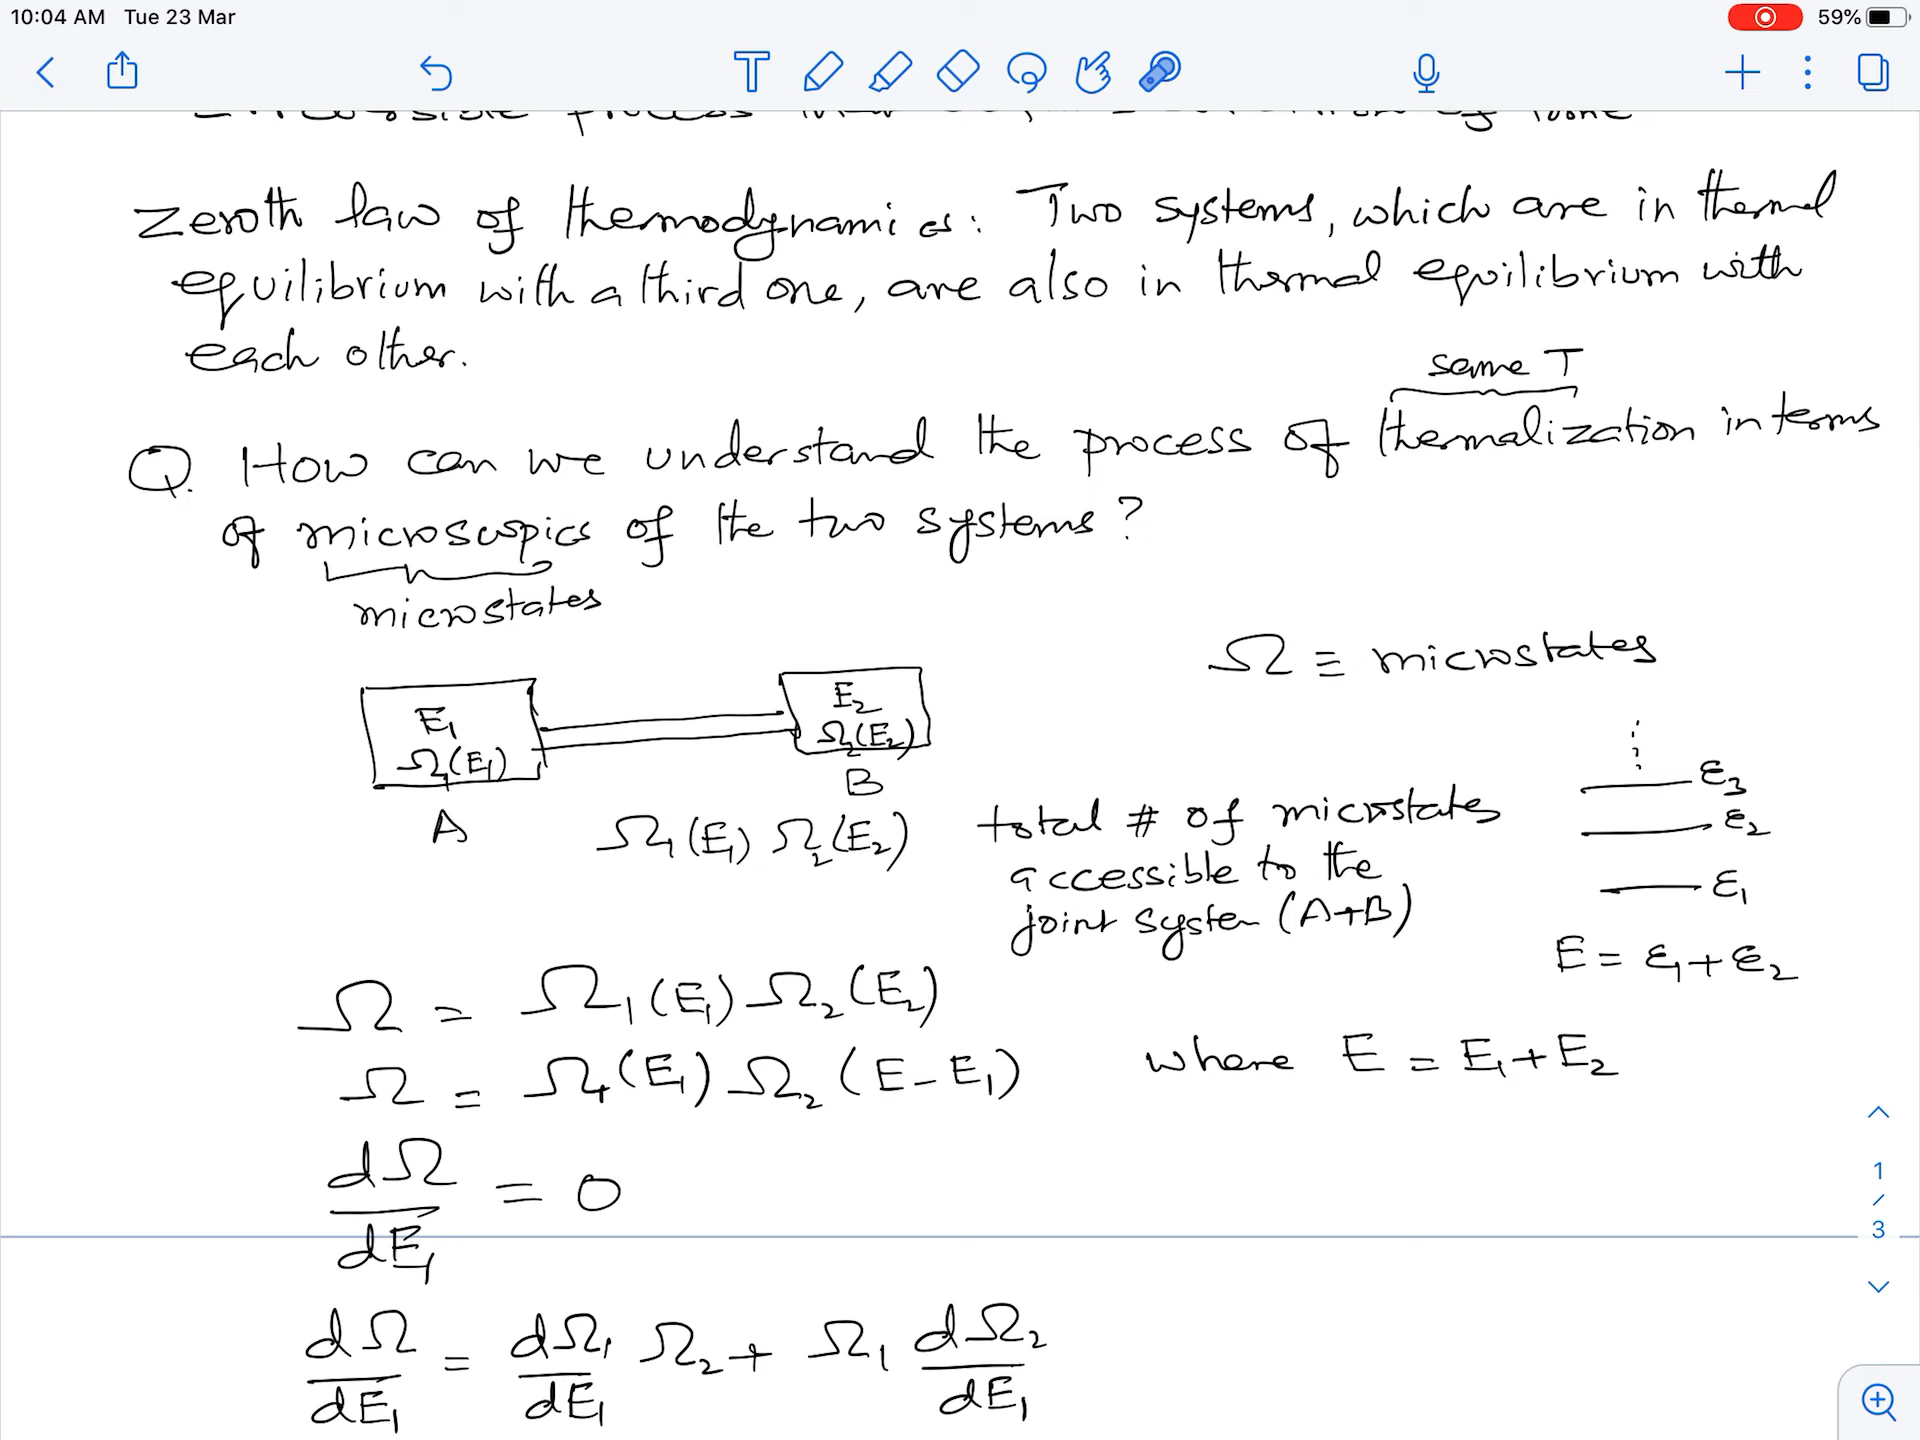 10:04 AM Tue 23 Mar
59%
T
process
Zeroth law of thermodynamics: Two systems, which are in thermal
equilibrium with a third one, are also in thermal equilibrium with
each other.
same T
Q. How can we understand the process of thermalization in terms
of microscopics of the two systems?
microstates
Ω ≡ microstates
E₁
Ω₁(E₁)
A
E₂
Ω₂(E₂)
B
Ω₁(E₁) Ω₂(E₂)
total # of microstates
accessible to the
joint system (A+B)
ε₃
ε₂
ε₁
E = ε₁ + ε₂
Ω = Ω₁(E₁) Ω₂(E₂)
Ω = Ω₁(E₁) Ω₂(E-E₁) where E = E₁+E₂
dΩ/dE₁ = 0
1
/
3
dΩ/dE₁ = dΩ₁/dE₁ Ω₂ + Ω₁ dΩ₂/dE₁